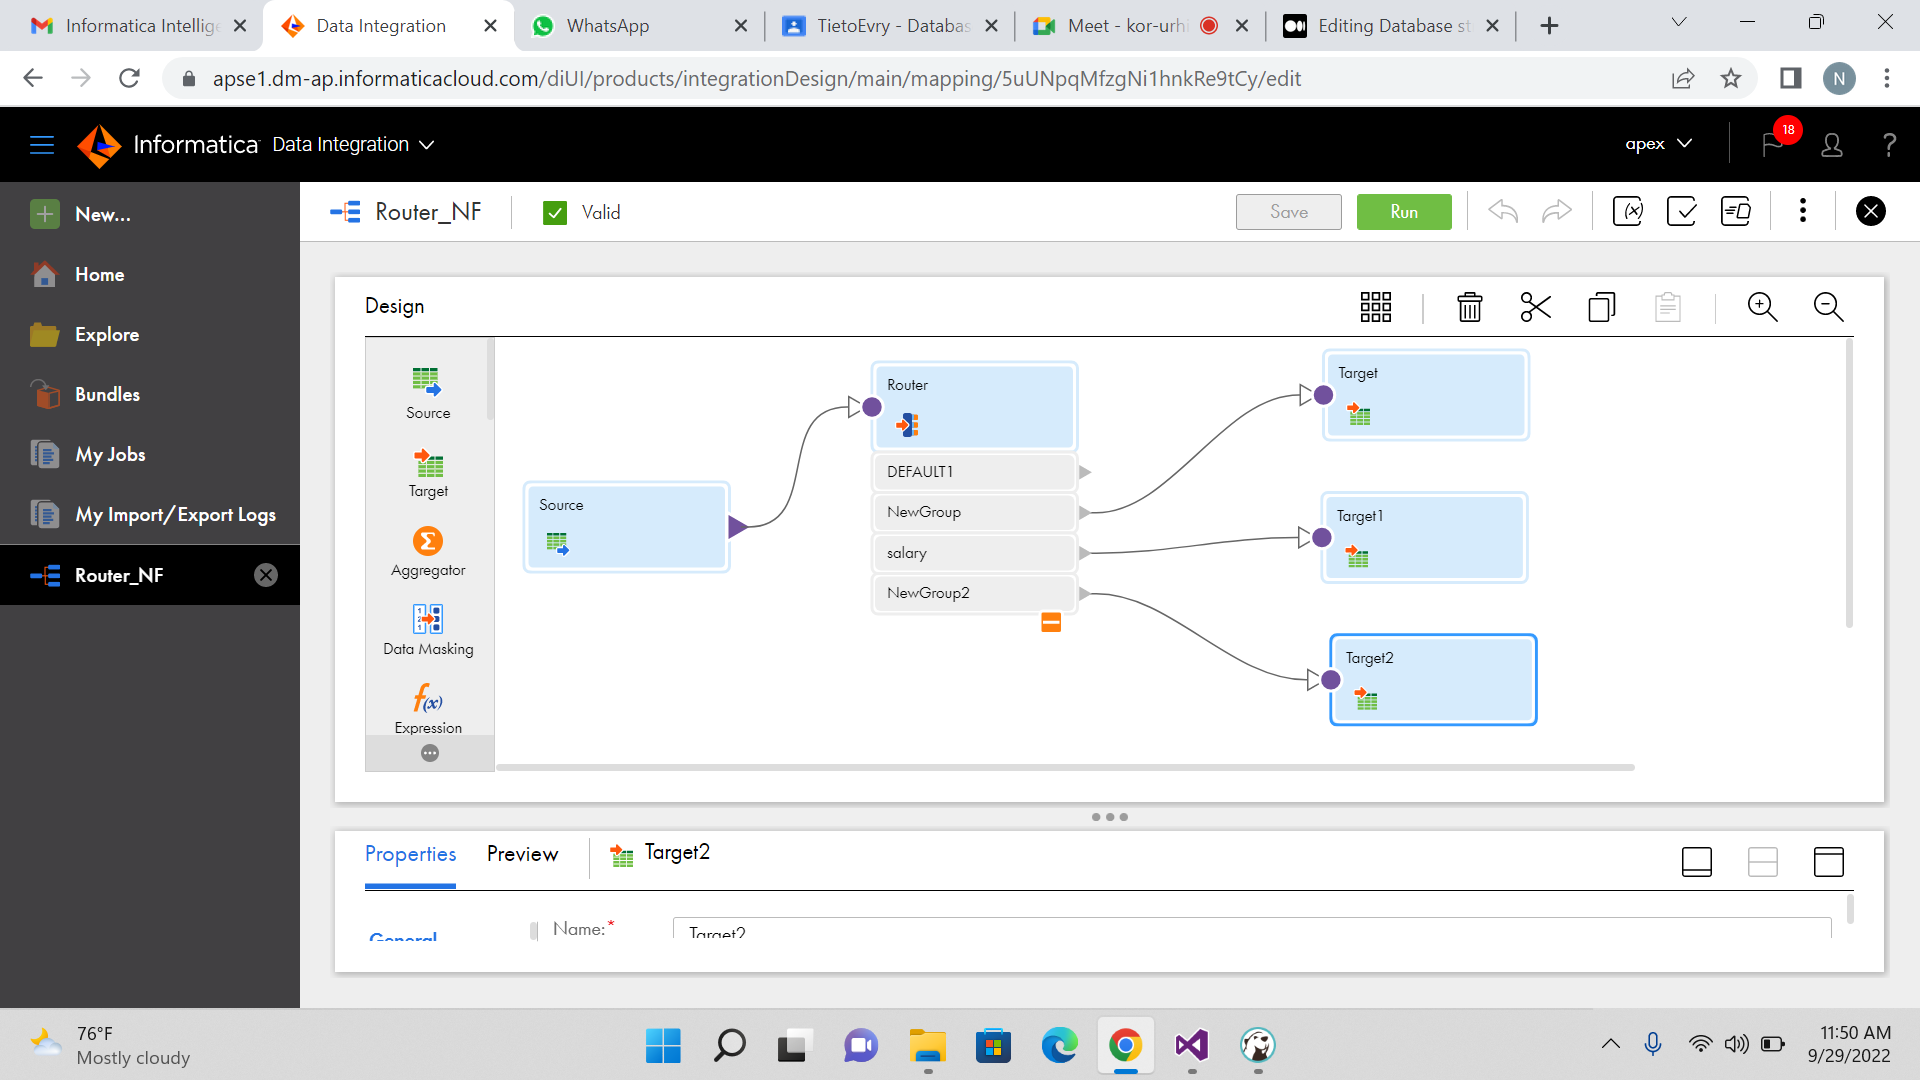 Informatica Intellige
Data Integration
WhatsApp
TietoEvry - Databas
Meet - kor-urhi
Editing Database st
apse1.dm-ap.informaticacloud.com/diUI/products/integrationDesign/main/mapping/5uUNpqMfzgNi1hnkRe9tCy/edit
N
Informatica Data Integration
apex
18
?
New...
Home
Explore
Bundles
My Jobs
My Import/Export Logs
Router_NF
Router_NF
Valid
Save
Run
Design
Source
Target
Aggregator
Data Masking
Expression
Source
Router
DEFAULT1
NewGroup
salary
NewGroup2
Target
Target1
Target2
Properties
Preview
Target2
General
Name:*
Target2
76°F
Mostly cloudy
11:50 AM
9/29/2022